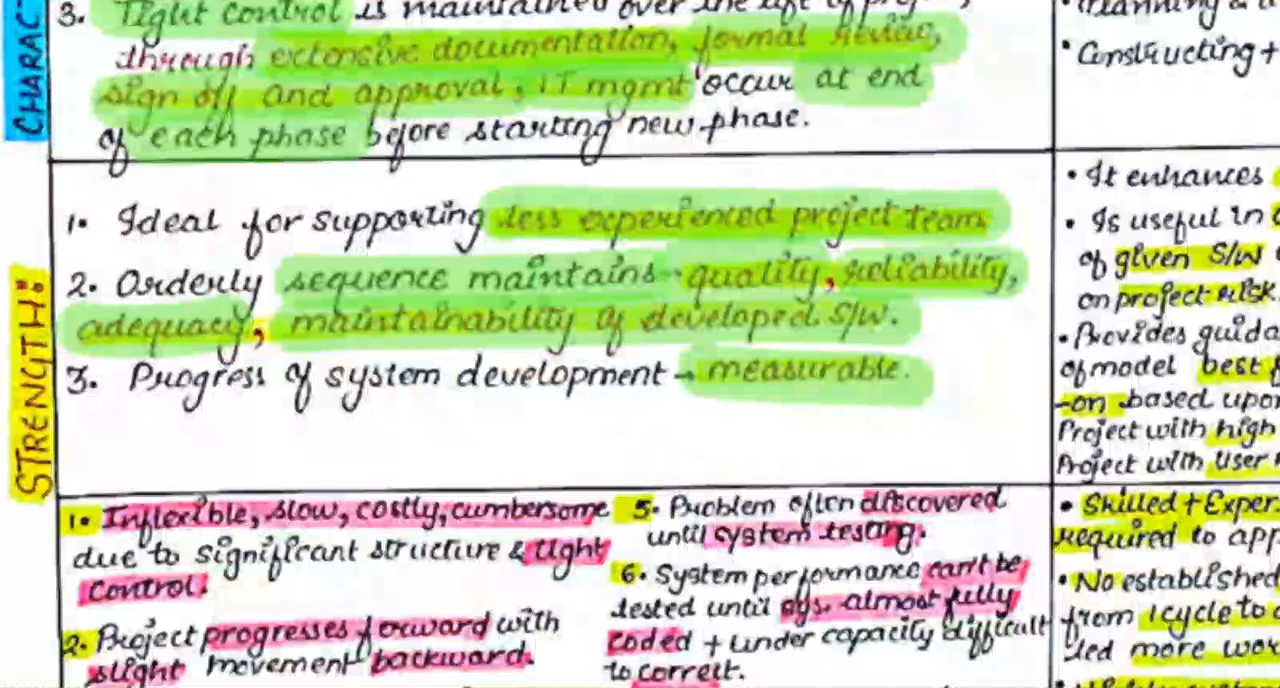 CHARAC
3. Tight control is maintained over the life of proj
through extensive documentation, formal review,
sign off and approval, IT mgmt occur at end
of each phase before starting new phase.
STRENGTH:
1. Ideal for supporting less experienced project team
2. Orderly sequence maintains - quality, reliability,
adequacy, maintainability of developed S/W.
3. Progress of system development - measurable.
1. Inflexible, slow, costly, cumbersome
due to significant structure & tight
control.
2. Project progresses forward with
slight movement backward.
5. Problem often discovered
until system testing.
6. System performance can't be
tested until sys. almost fully
coded + under capacity difficult
to correct.
• Planning &
• Constructing +
• It enhances
• Is useful in
of given S/W
on project risk.
• Provides guida
of model best f
-on based upon
Project with high
Project with user
• Skilled + Exper
required to app
• No established
from 1 cycle to
ded more wor